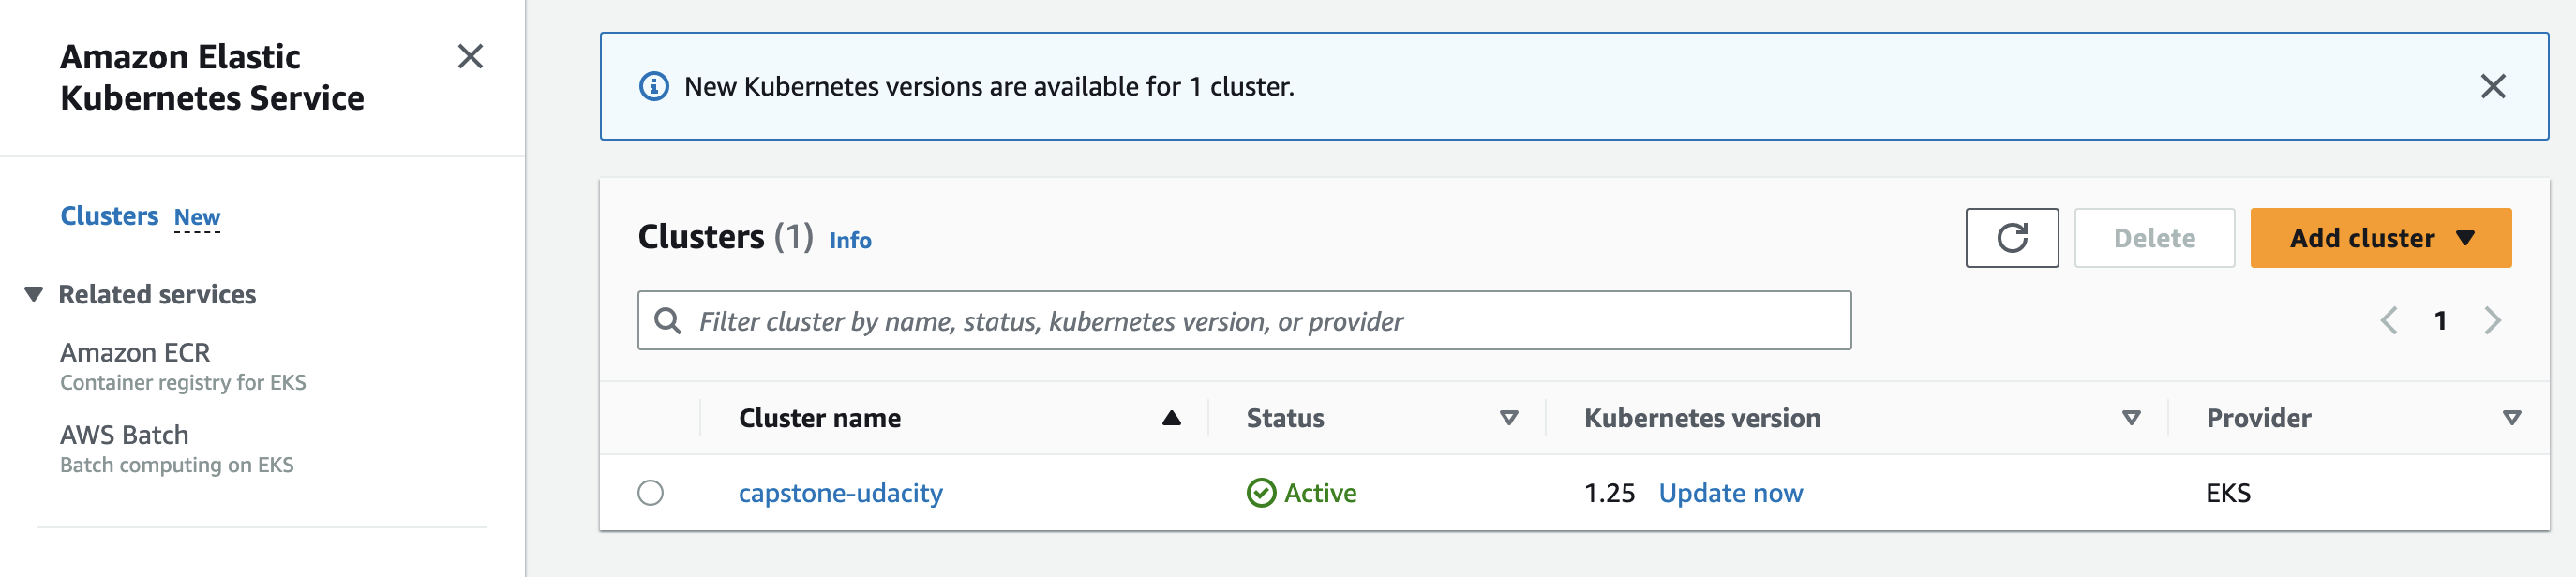 Amazon Elastic
Kubernetes Service
Clusters New
Related services
Amazon ECR
Container registry for EKS
AWS Batch
Batch computing on EKS
New Kubernetes versions are available for 1 cluster.
Clusters (1) Info
Delete
Add cluster
Filter cluster by name, status, kubernetes version, or provider
1
Cluster name Status Kubernetes version Provider
capstone-udacity Active 1.25 Update now EKS